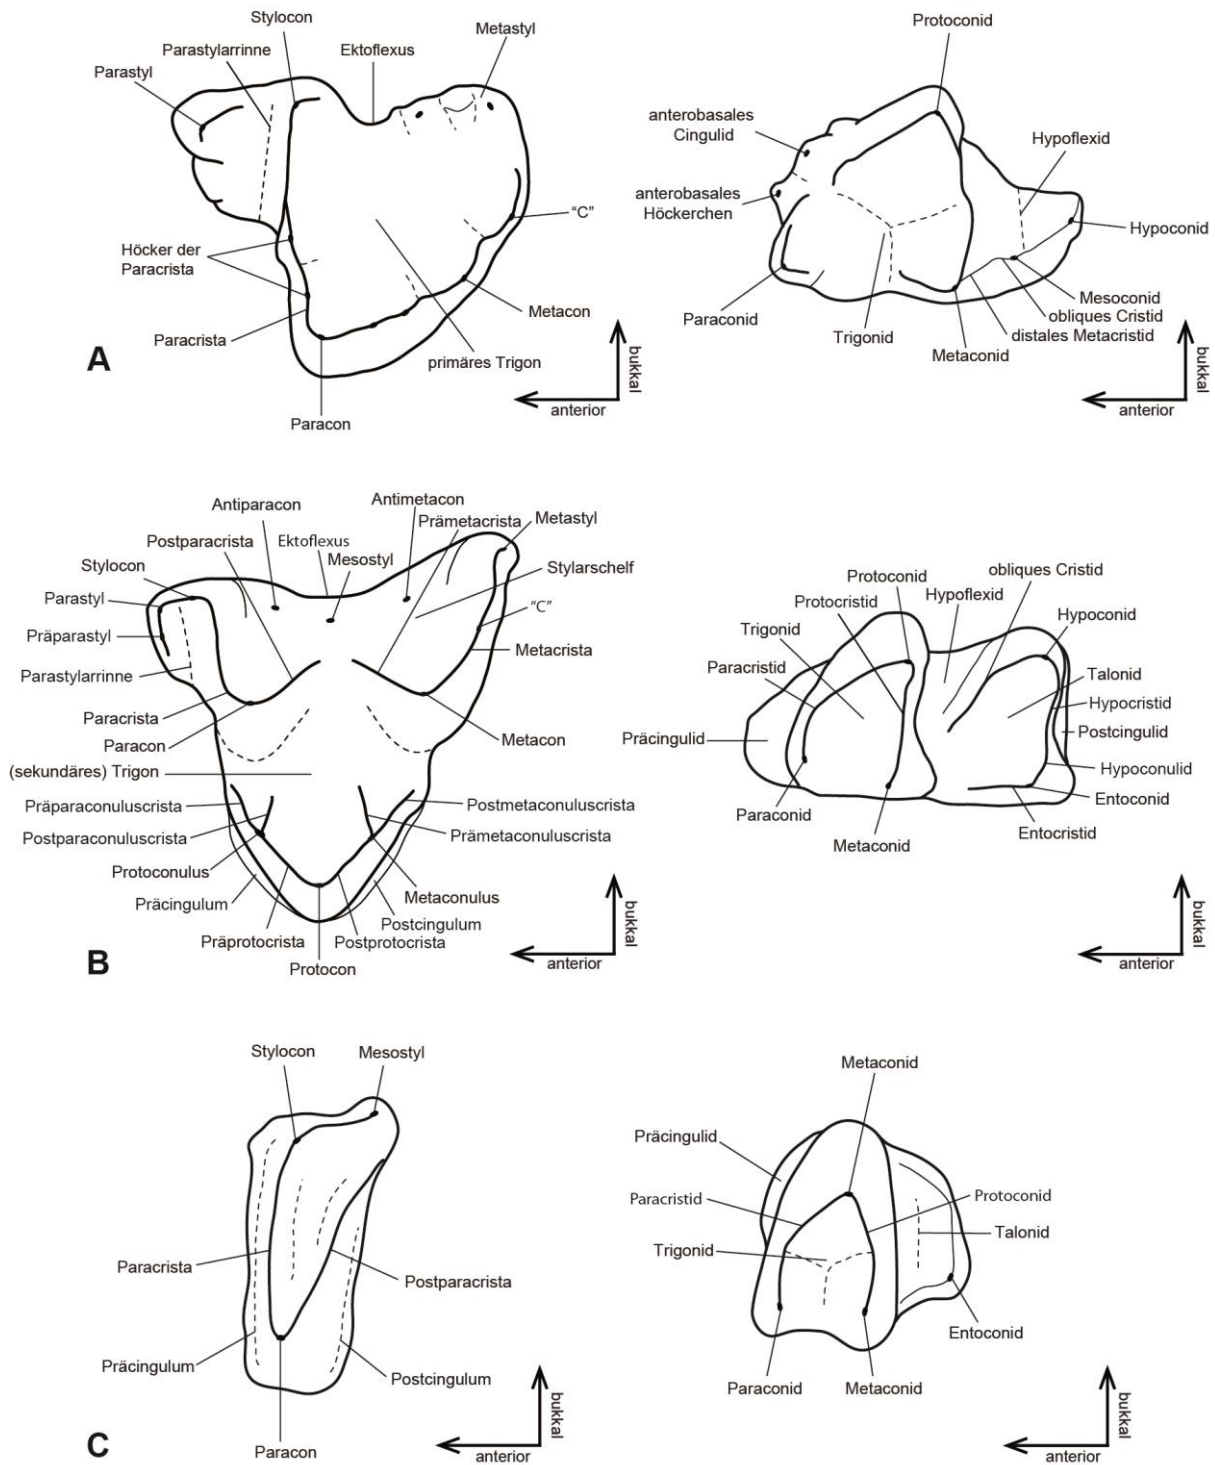 Stylocon
Parastylarrinne
Ektoflexus
Metastyl
Parastyl
"C"
Höcker der
Paracrista
Metacon
Paracrista
primäres Trigon
Paracon
A
bukkal
anterior
Protoconid
anterobasales
Cingulid
Hypoflexid
anterobasales
Höckerchen
Hypoconid
Mesoconid
Paraconid
obliques Cristid
Trigonid
distales Metacristid
Metaconid
bukkal
anterior
Antiparacon
Antimetacon
Prämetacrista
Metastyl
Postparacrista
Ektoflexus
Mesostyl
Stylocon
Stylarschelf
Parastyl
"C"
Präparastyl
Metacrista
Parastylarrinne
Paracrista
Paracon
Metacon
(sekundäres) Trigon
Präparaconuluscrista
Postmetaconuluscrista
Postparaconuluscrista
Prämetaconuluscrista
Protoconulus
Metaconulus
Präcingulum
Postcingulum
Präprotocrista
Postprotocrista
Protocon
B
bukkal
anterior
obliques Cristid
Protoconid
Hypoflexid
Protocristid
Hypoconid
Trigonid
Paracristid
Talonid
Hypocristid
Präcingulid
Postcingulid
Hypoconulid
Entoconid
Paraconid
Entocristid
Metaconid
bukkal
anterior
Stylocon
Mesostyl
Paracrista
Postparacrista
Präcingulum
Postcingulum
Paracon
C
bukkal
anterior
Metaconid
Präcingulid
Paracristid
Protoconid
Trigonid
Talonid
Entoconid
Paraconid
Metaconid
bukkal
anterior